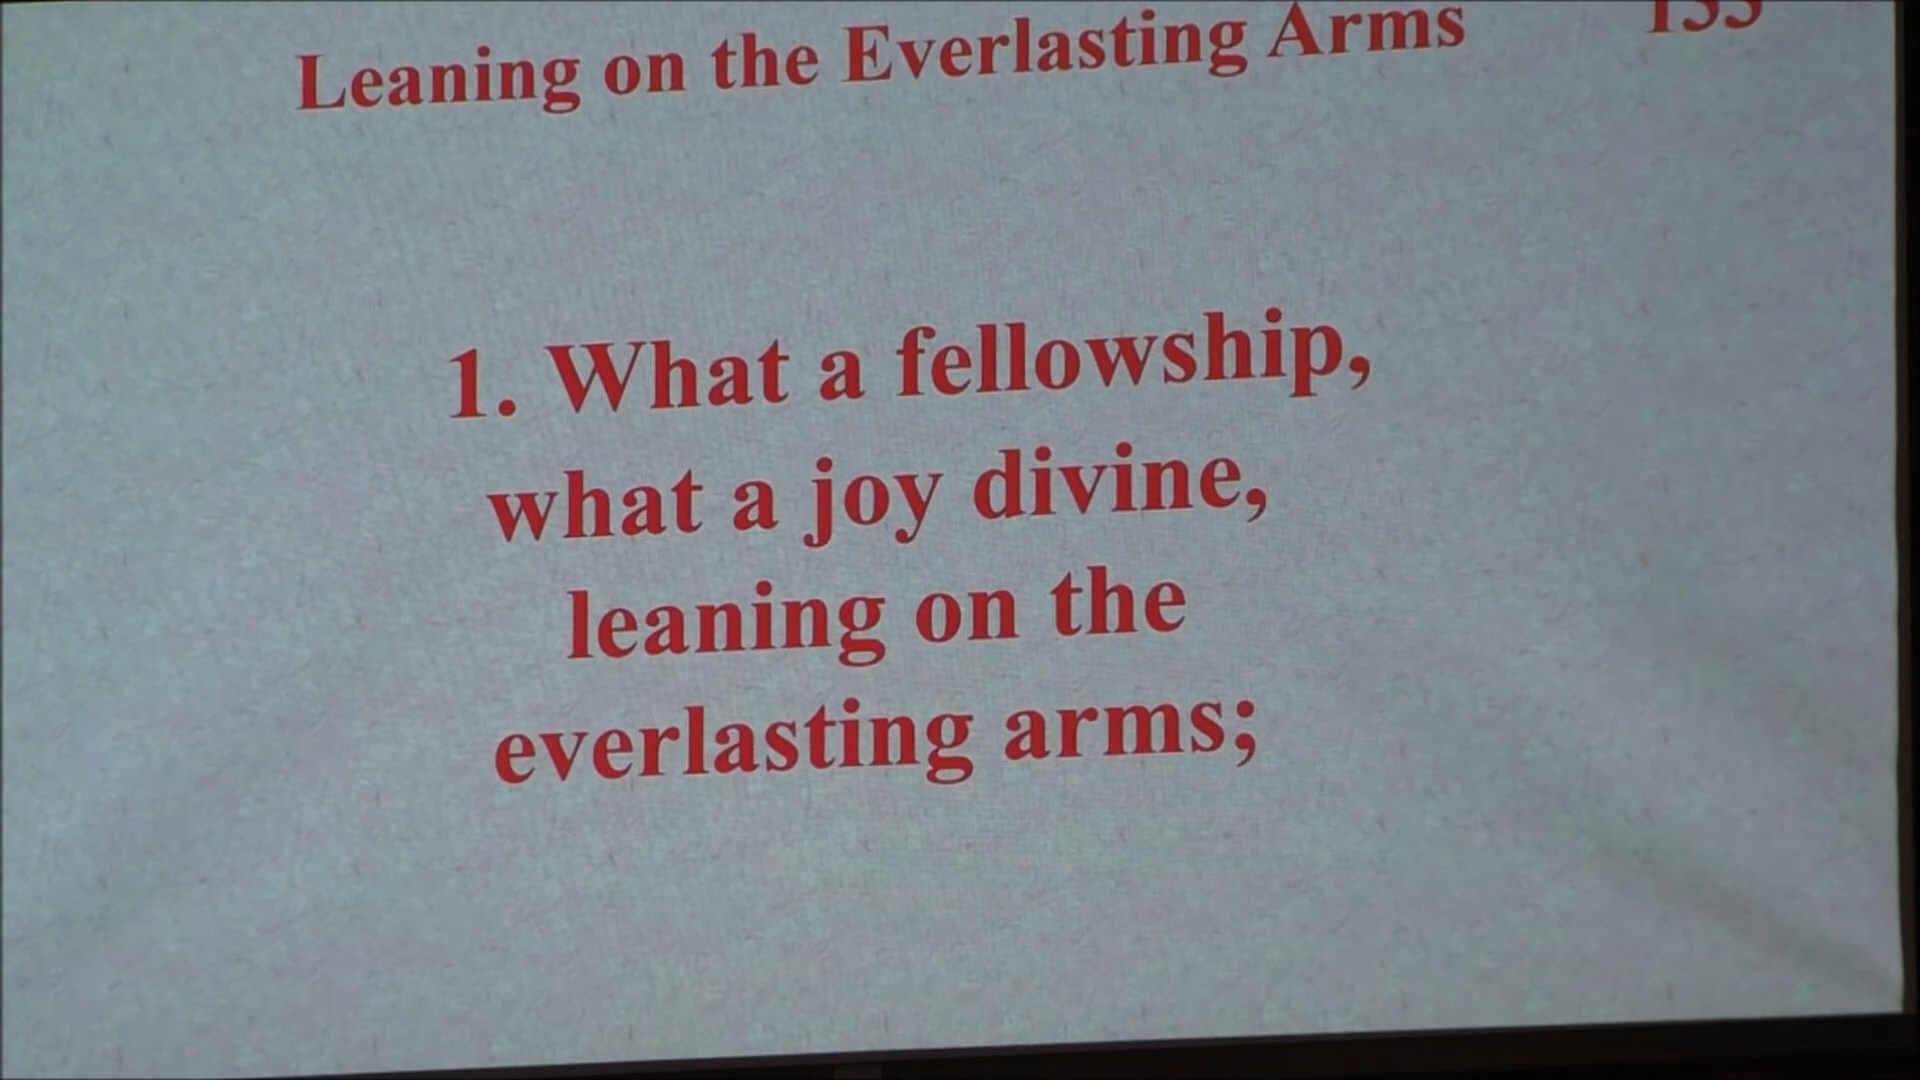 Leaning on the Everlasting Arms
1. What a fellowship,
what a joy divine,
leaning on the
everlasting arms;